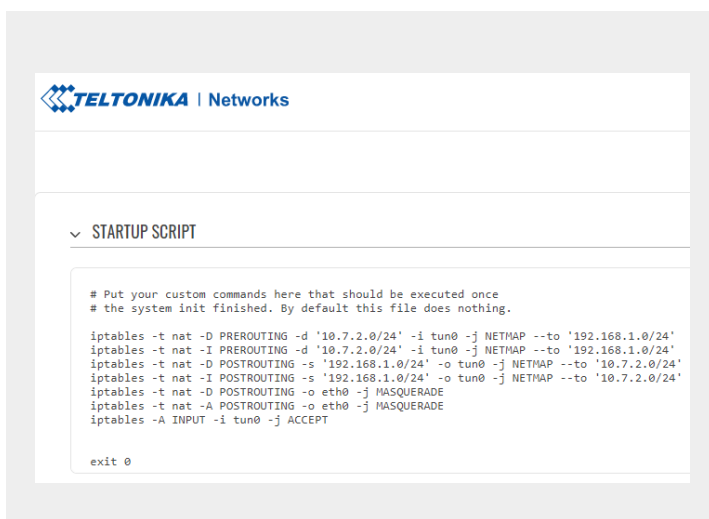 TELTONIKA | Networks
STARTUP SCRIPT
# Put your custom commands here that should be executed once
# the system init finished. By default this file does nothing.
iptables -t nat -D PREROUTING -d '10.7.2.0/24' -i tun0 -j NETMAP --to '192.168.1.0/24'
iptables -t nat -I PREROUTING -d '10.7.2.0/24' -i tun0 -j NETMAP --to '192.168.1.0/24'
iptables -t nat -D POSTROUTING -s '192.168.1.0/24' -o tun0 -j NETMAP --to '10.7.2.0/24'
iptables -t nat -I POSTROUTING -s '192.168.1.0/24' -o tun0 -j NETMAP --to '10.7.2.0/24'
iptables -t nat -D POSTROUTING -o eth0 -j MASQUERADE
iptables -t nat -A POSTROUTING -o eth0 -j MASQUERADE
iptables -A INPUT -i tun0 -j ACCEPT
exit 0